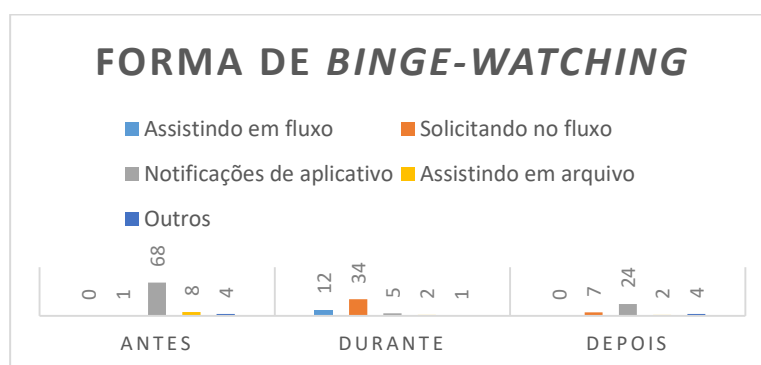 FORMA DE BINGE-WATCHING
Assistindo em fluxo Solicitando no fluxo
Notificações de aplicativo Assistindo em arquivo
Outros
0 1 68 8 4 12 34 5 2 1 0 7 24 2 4
ANTES DURANTE DEPOIS